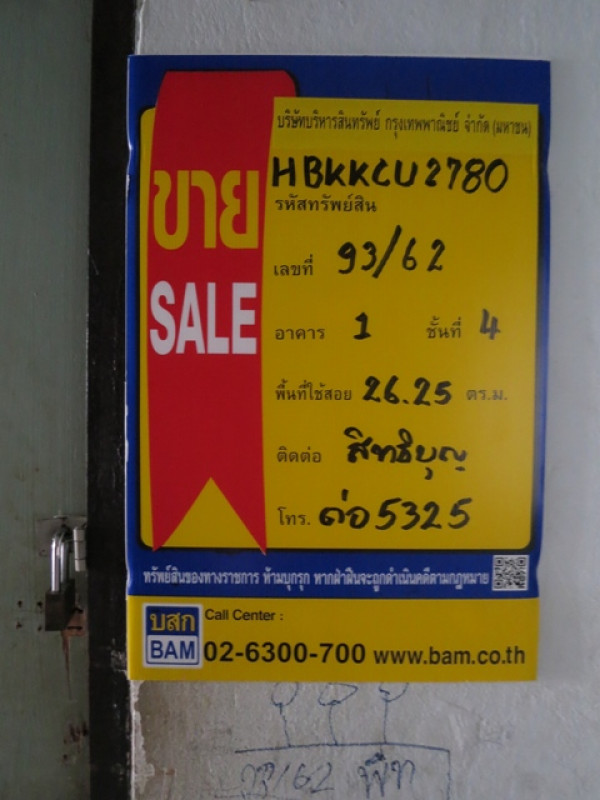 บริษัทบริหารสินทรัพย์ กรุงเทพพาณิชย์ จำกัด (มหาชน)
ขาย
SALE
HBKKCU2780
รหัสทรัพย์สิน
เลขที่ 93/62
อาคาร 1 ชั้นที่ 4
พื้นที่ใช้สอย 26.25 ตร.ม.
ติดต่อ สิทธิบุญ
โทร. ต่อ 5325
ทรัพย์สินของทางราชการ ห้ามบุกรุก หากฝ่าฝืนจะถูกดำเนินคดีตามกฎหมาย
บสก
BAM
Call Center :
02-6300-700 www.bam.co.th
93/62